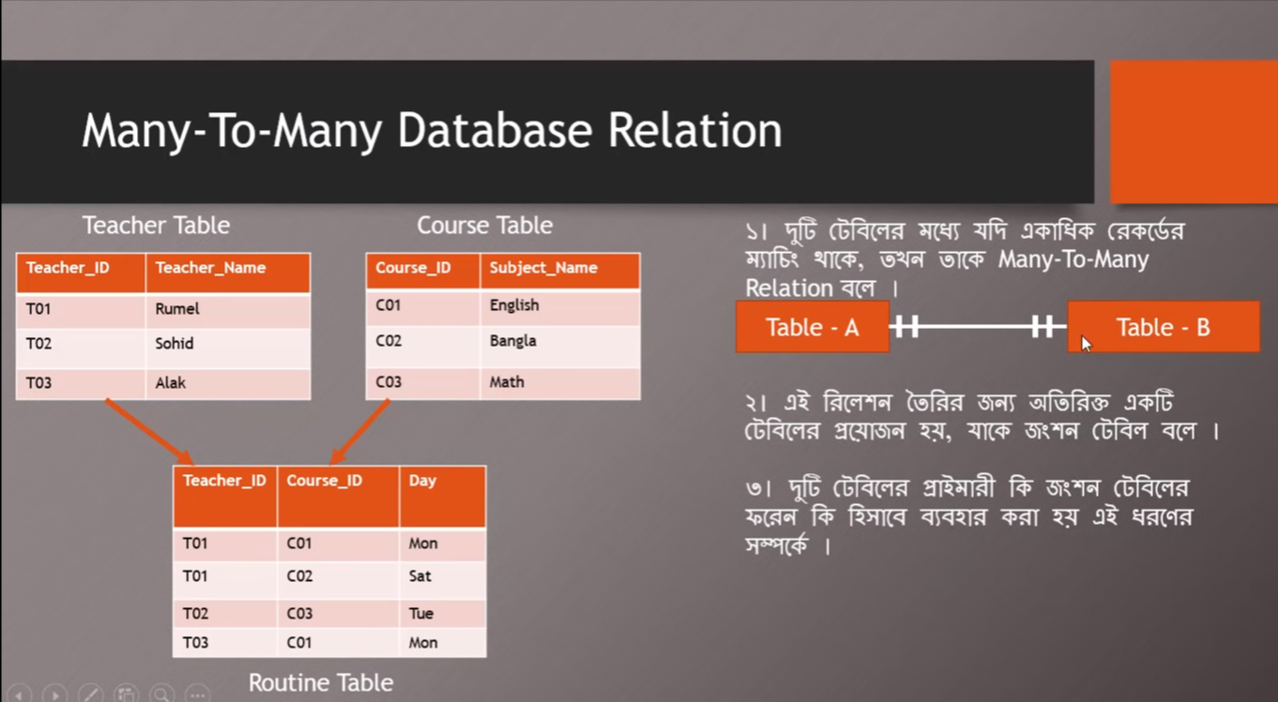 Many-To-Many Database Relation
Teacher Table
Teacher_ID Teacher_Name
T01 Rumel
T02 Sohid
T03 Alak
Course Table
Course_ID Subject_Name
C01 English
C02 Bangla
C03 Math
Teacher_ID Course_ID Day
T01 C01 Mon
T01 C02 Sat
T02 C03 Tue
T03 C01 Mon
Routine Table
১। দুটি টেবিলের মধ্যে যদি একাধিক রেকর্ডের
ম্যাচিং থাকে, তখন তাকে Many-To-Many
Relation বলে ।
Table - A Table - B
২। এই রিলেশন তৈরির জন্য অতিরিক্ত একটি
টেবিলের প্রয়োজন হয়, যাকে জংশন টেবিল বলে ।
৩। দুটি টেবিলের প্রাইমারী কি জংশন টেবিলের
ফরেন কি হিসাবে ব্যবহার করা হয় এই ধরণের
সম্পর্কে ।